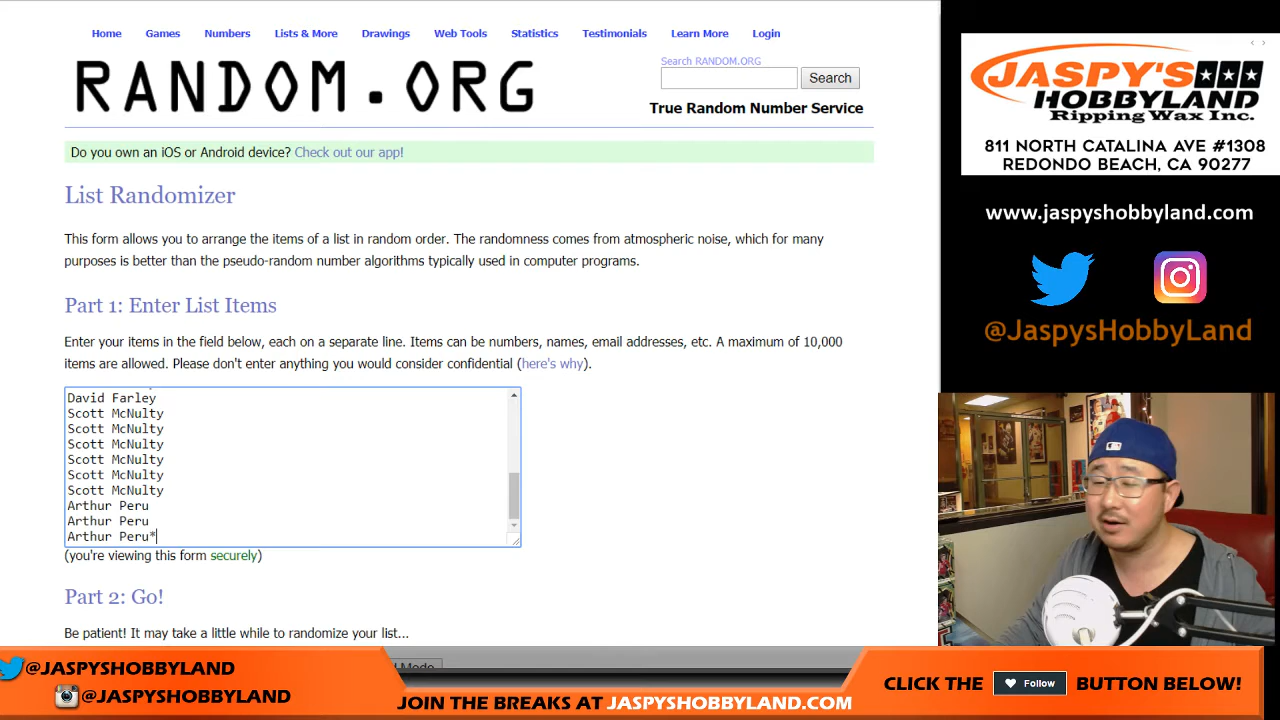 Home Games Numbers Lists & More Drawings Web Tools Statistics Testimonials Learn More Login
RANDOM.ORG
Search RANDOM.ORG
Search
True Random Number Service
Do you own an iOS or Android device? Check out our app!
List Randomizer
This form allows you to arrange the items of a list in random order. The randomness comes from atmospheric noise, which for many
purposes is better than the pseudo-random number algorithms typically used in computer programs.
Part 1: Enter List Items
Enter your items in the field below, each on a separate line. Items can be numbers, names, email addresses, etc. A maximum of 10,000
items are allowed. Please don't enter anything you would consider confidential (here's why).
David Farley
Scott McNulty
Scott McNulty
Scott McNulty
Scott McNulty
Scott McNulty
Scott McNulty
Arthur Peru
Arthur Peru
Arthur Peru*
(you're viewing this form securely)
Part 2: Go!
Be patient! It may take a little while to randomize your list...
JASPY'S
HOBBYLAND
Ripping Wax Inc.
811 NORTH CATALINA AVE #1308
REDONDO BEACH, CA 90277
www.jaspyshobbyland.com
@JaspysHobbyLand
@JASPYSHOBBYLAND
@JASPYSHOBBYLAND
JOIN THE BREAKS AT JASPYSHOBBYLAND.COM
CLICK THE Follow BUTTON BELOW!